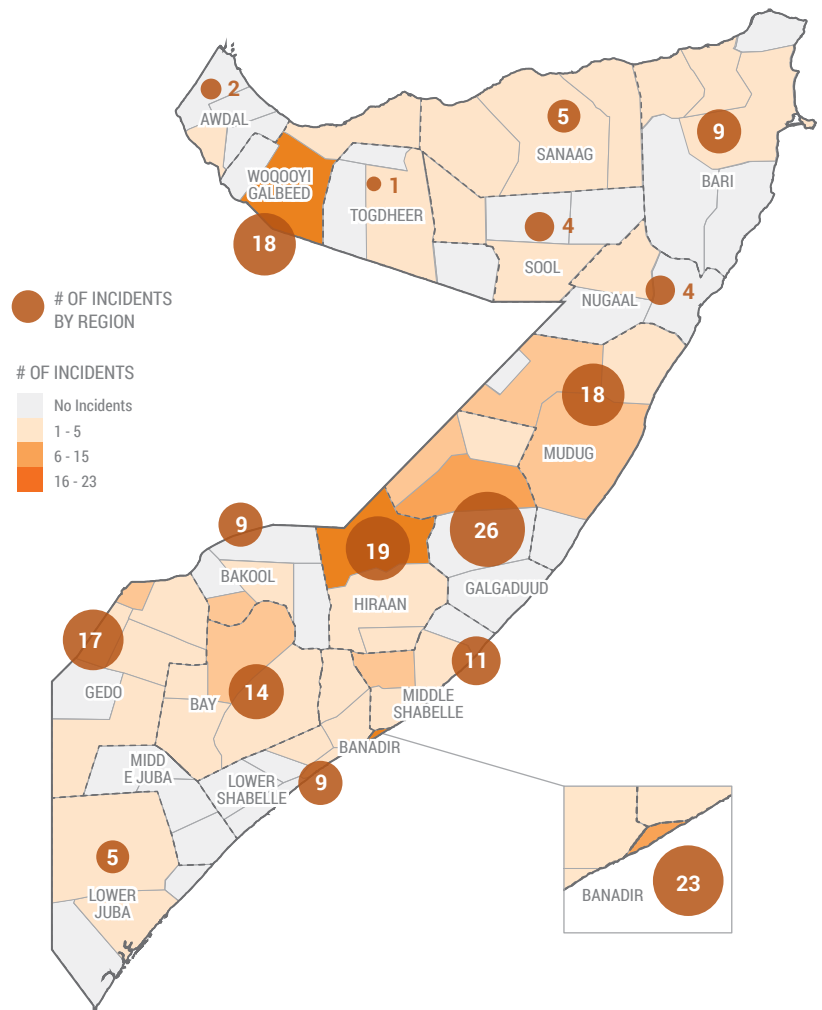 2
AWDAL
5
SANAAG
9
BARI
WOQOOYI
GALBEED
18
1
TOGDHEER
4
SOOL
4
NUGAAL
# OF INCIDENTS
BY REGION
# OF INCIDENTS
No Incidents
1 - 5
6 - 15
16 - 23
18
MUDUG
9
BAKOOL
19
HIRAAN
26
GALGADUUD
17
GEDO
14
BAY
11
MIDDLE
SHABELLE
BANADIR
MIDD
E JUBA
LOWER
SHABELLE
9
5
LOWER
JUBA
BANADIR
23